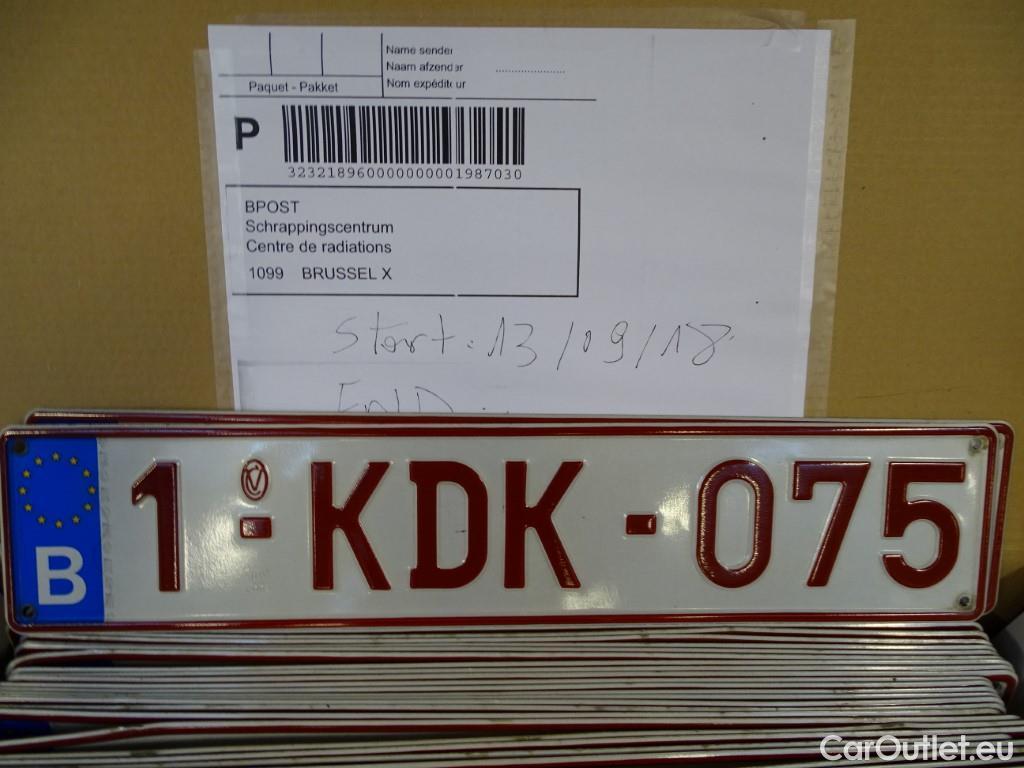 Name sender
Naam afzender
Nom expéditeur
Paquet - Pakket
P
323218960000000001987030
BPOST
Schrappingscentrum
Centre de radiations
1099 BRUSSEL X
Start: 13/09/18
B 1-KDK-075
CarOutlet.eu